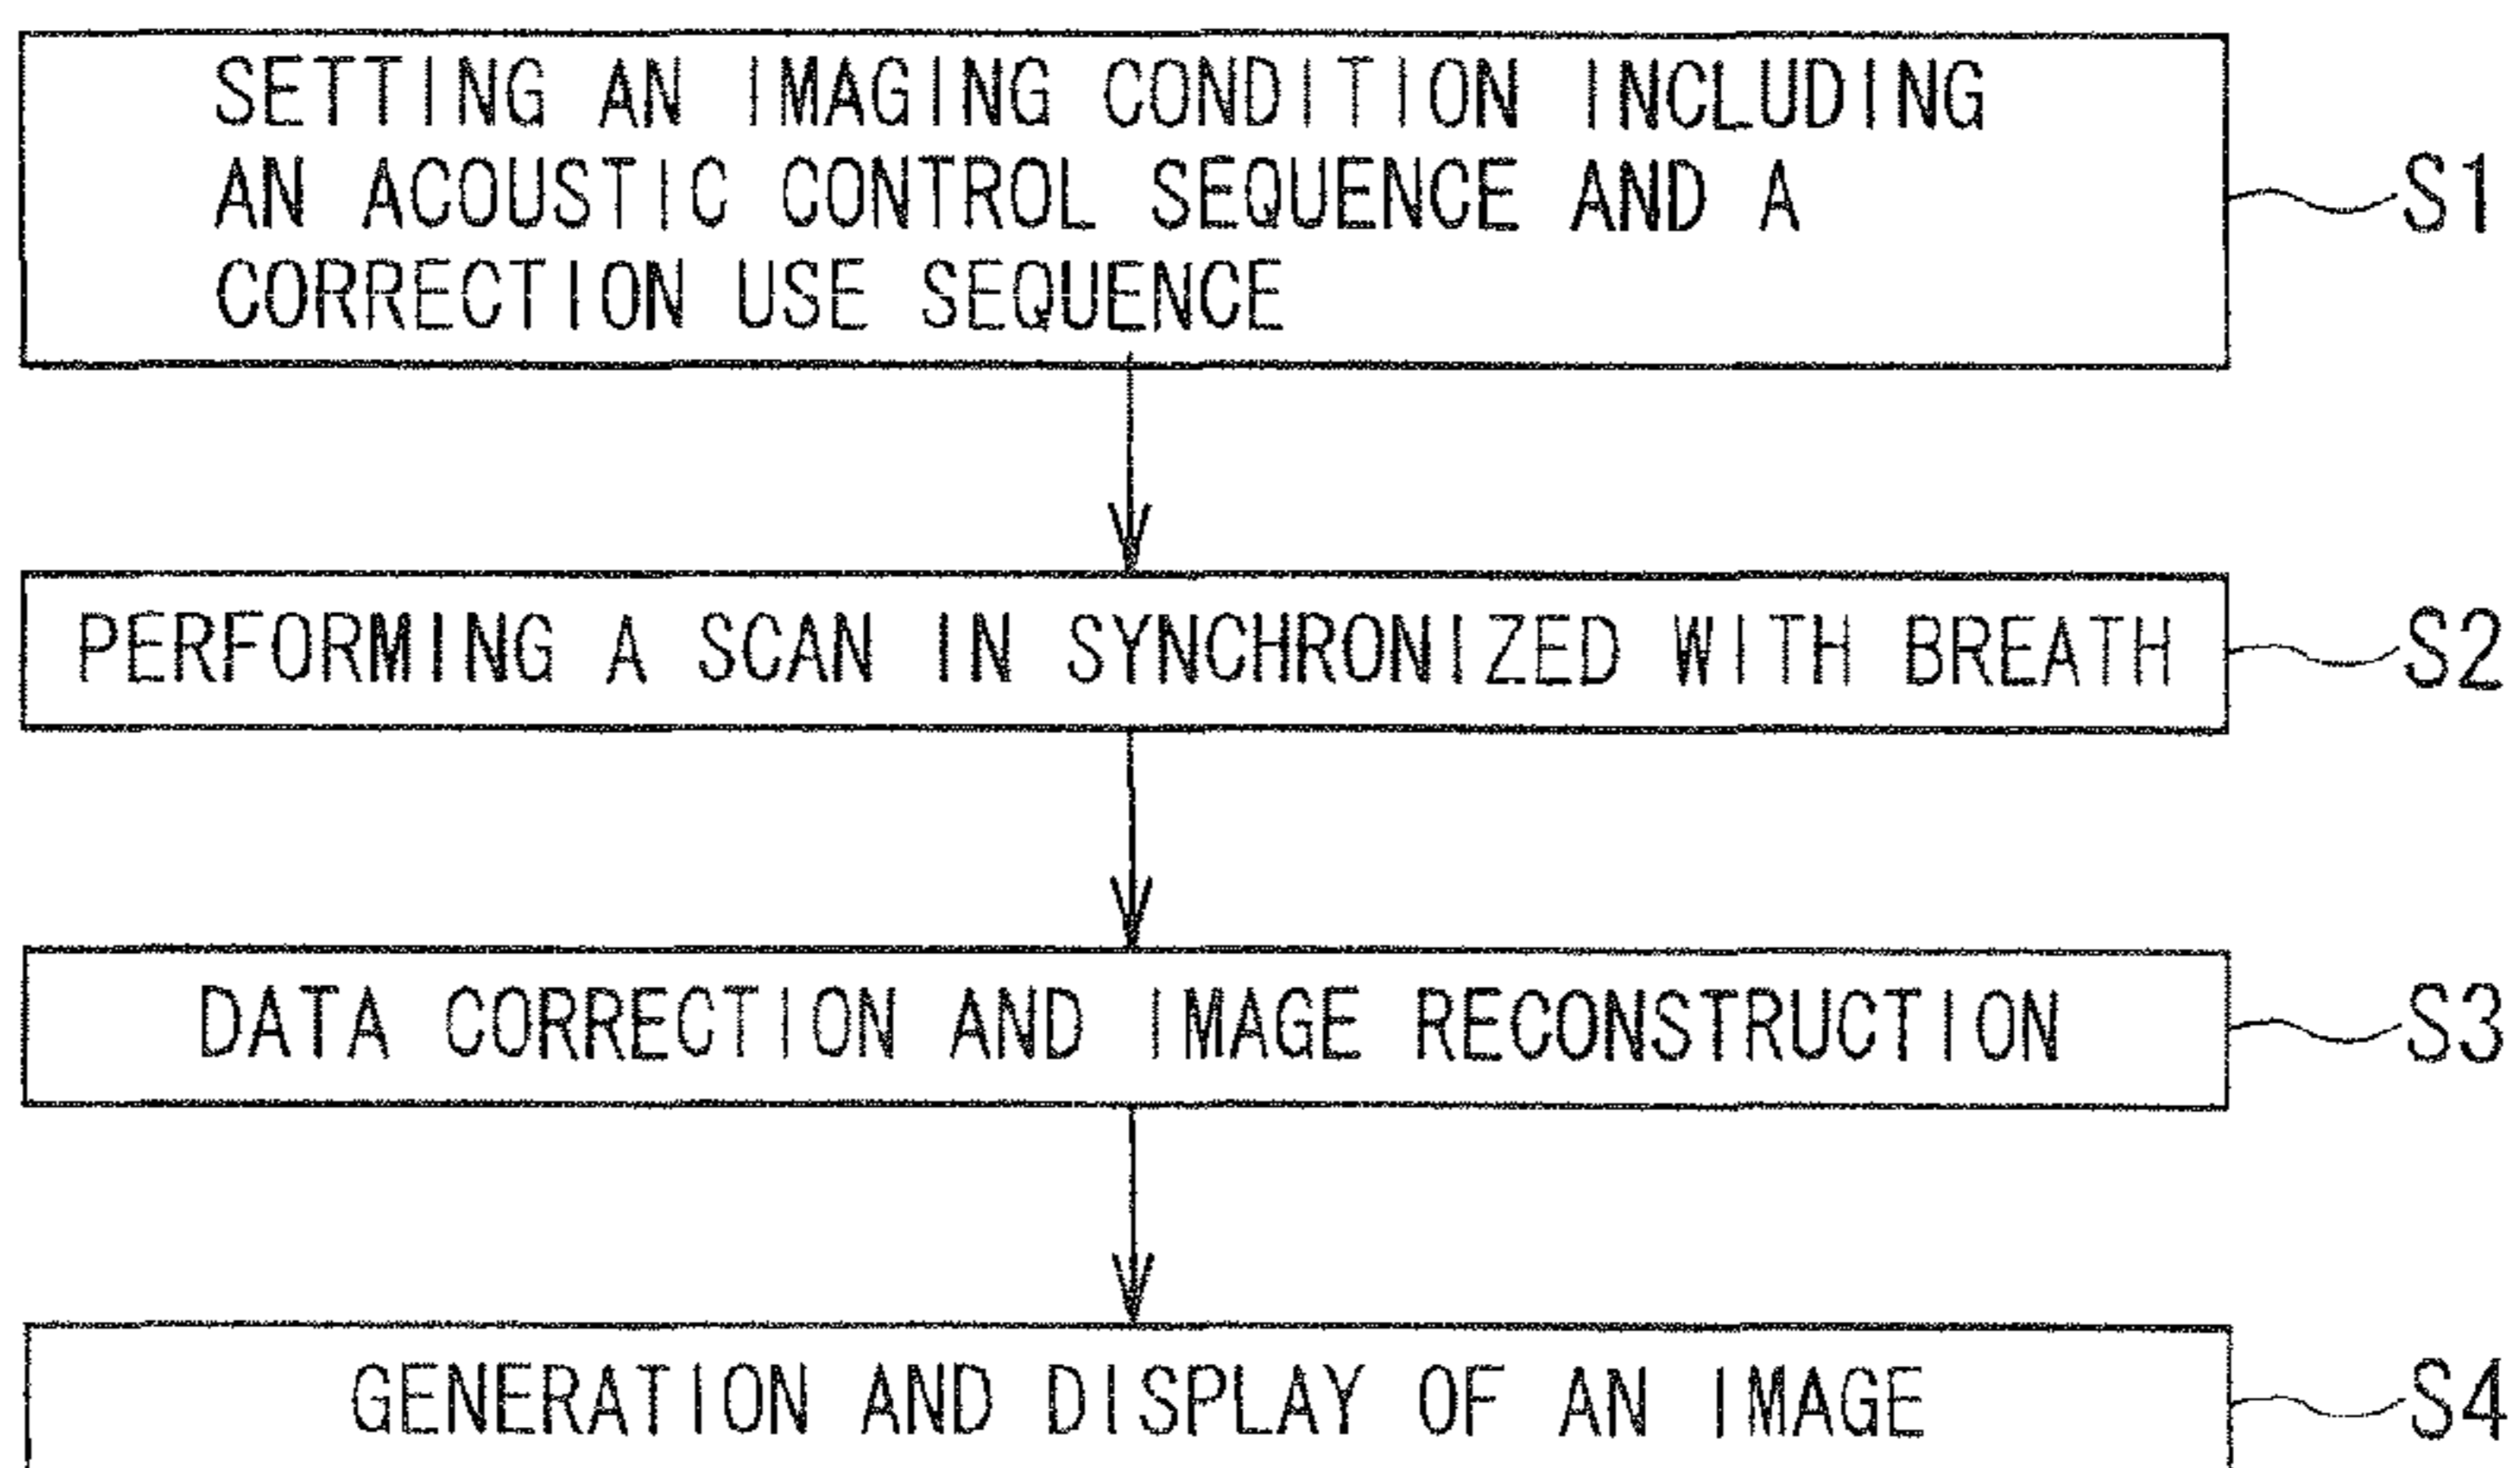 SETTING AN IMAGING CONDITION INCLUDING
AN ACOUSTIC CONTROL SEQUENCE AND A
CORRECTION USE SEQUENCE
S1
PERFORMING A SCAN IN SYNCHRONIZED WITH BREATH
S2
DATA CORRECTION AND IMAGE RECONSTRUCTION
S3
GENERATION AND DISPLAY OF AN IMAGE
S4